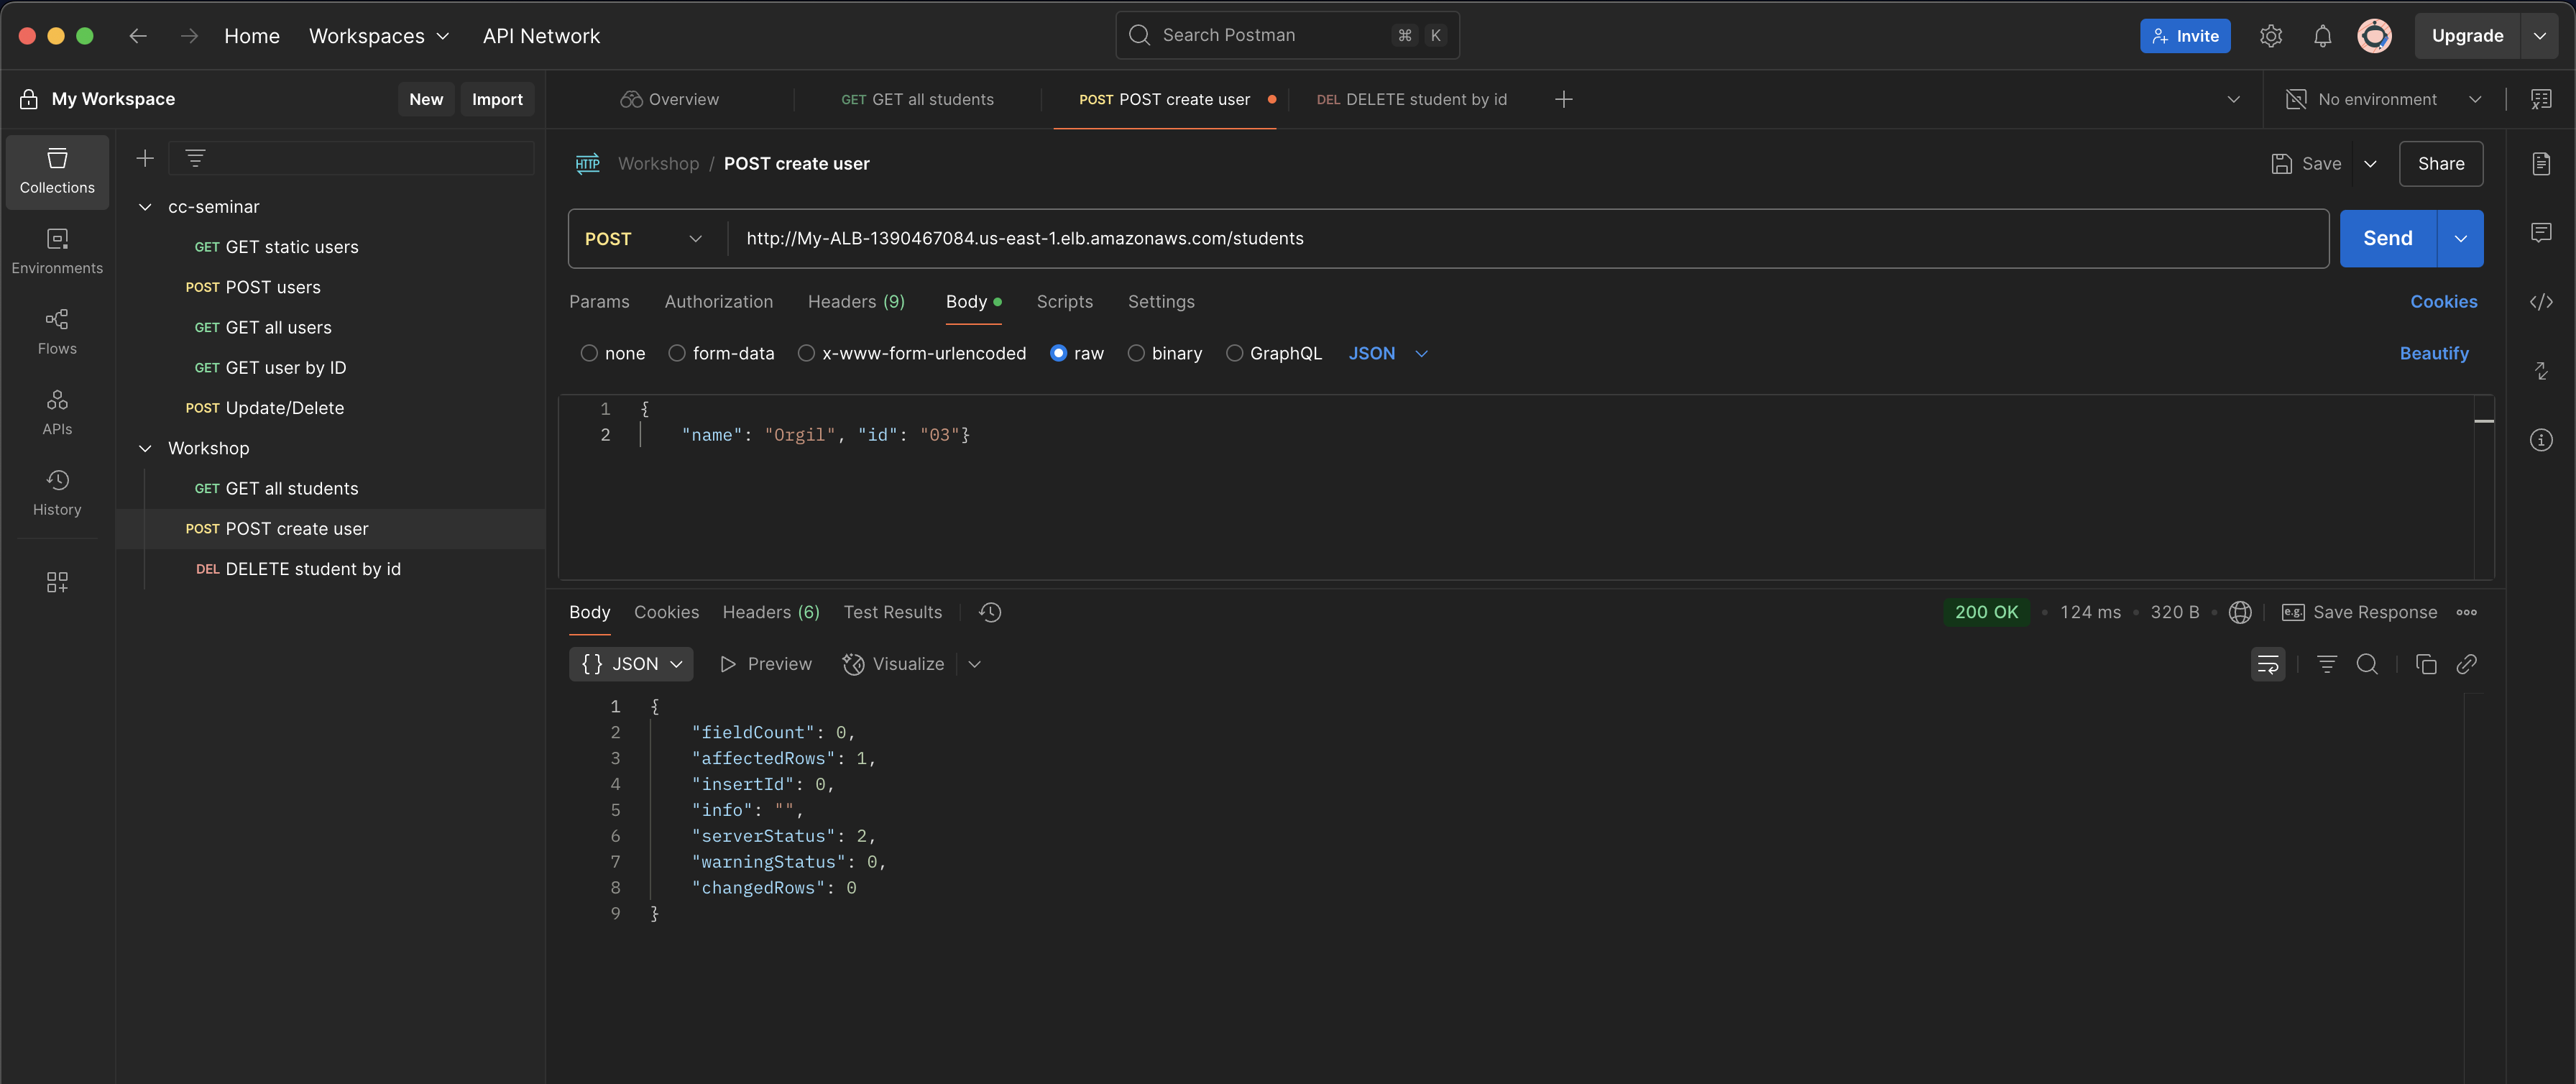 Home Workspaces API Network Search Postman ⌘ K Invite Upgrade
My Workspace New Import Overview GET GET all students POST POST create user DEL DELETE student by id No environment
Collections
Environments
Flows
APIs
History
cc-seminar
GET GET static users
POST POST users
GET GET all users
GET GET user by ID
POST Update/Delete
Workshop
GET GET all students
POST POST create user
DEL DELETE student by id
HTTP Workshop / POST create user Save Share
POST http://My-ALB-1390467084.us-east-1.elb.amazonaws.com/students Send
Params Authorization Headers (9) Body Scripts Settings Cookies
none form-data x-www-form-urlencoded raw binary GraphQL JSON Beautify
1 {
2 "name": "Orgil", "id": "03"}
Body Cookies Headers (6) Test Results 200 OK • 124 ms • 320 B • e.g. Save Response
{} JSON Preview Visualize
1 {
2 "fieldCount": 0,
3 "affectedRows": 1,
4 "insertId": 0,
5 "info": "",
6 "serverStatus": 2,
7 "warningStatus": 0,
8 "changedRows": 0
9 }